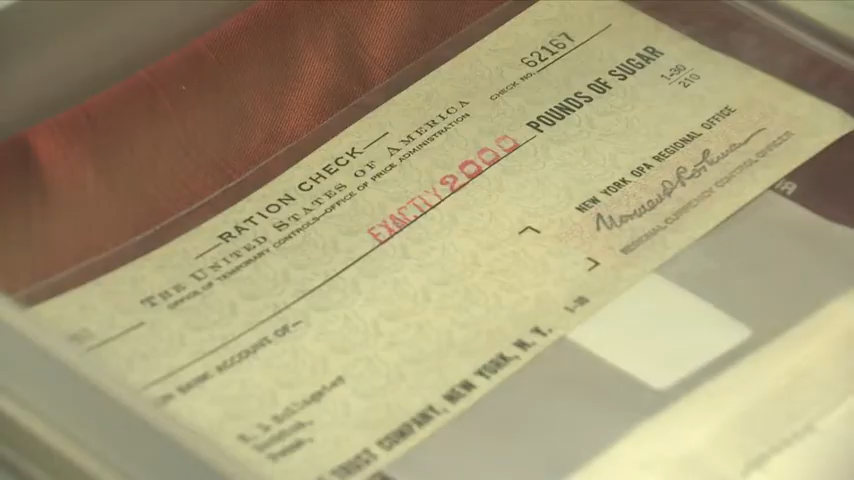 RATION CHECK
THE UNITED STATES OF AMERICA
OFFICE OF TEMPORARY CONTROLS—OFFICE OF PRICE ADMINISTRATION
CHECK NO. 62167
EXACTLY 2000 POUNDS OF SUGAR
1-30
210
NEW YORK OPA REGIONAL OFFICE
REGIONAL CURRENCY CONTROL OFFICER
BANK ACCOUNT OF—
TRUST COMPANY, NEW YORK, N. Y. 1-30